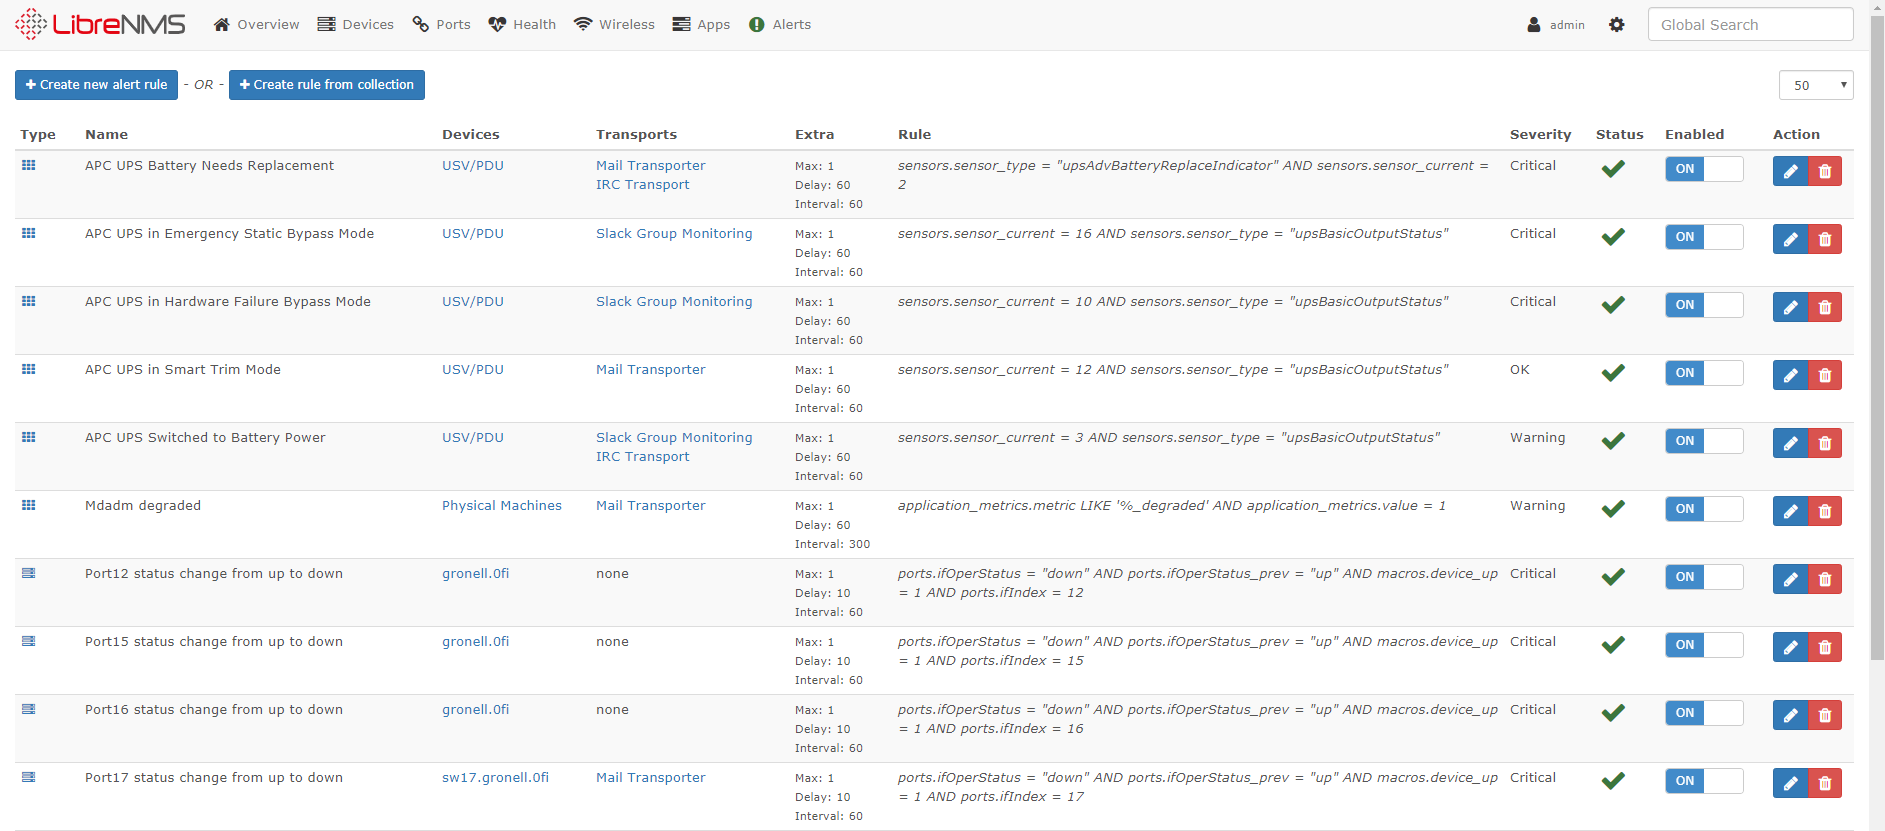 LibreNMS Overview Devices Ports Health Wireless Apps Alerts admin Global Search
Create new alert rule - OR - Create rule from collection 50
Type Name Devices Transports Extra Rule Severity Status Enabled Action
APC UPS Battery Needs Replacement USV/PDU Mail Transporter Max: 1 sensors.sensor_type = "upsAdvBatteryReplaceIndicator" AND sensors.sensor_current = Critical ON
IRC Transport Delay: 60 2
Interval: 60
APC UPS in Emergency Static Bypass Mode USV/PDU Slack Group Monitoring Max: 1 sensors.sensor_current = 16 AND sensors.sensor_type = "upsBasicOutputStatus" Critical ON
Delay: 60
Interval: 60
APC UPS in Hardware Failure Bypass Mode USV/PDU Slack Group Monitoring Max: 1 sensors.sensor_current = 10 AND sensors.sensor_type = "upsBasicOutputStatus" Critical ON
Delay: 60
Interval: 60
APC UPS in Smart Trim Mode USV/PDU Mail Transporter Max: 1 sensors.sensor_current = 12 AND sensors.sensor_type = "upsBasicOutputStatus" OK ON
Delay: 60
Interval: 60
APC UPS Switched to Battery Power USV/PDU Slack Group Monitoring Max: 1 sensors.sensor_current = 3 AND sensors.sensor_type = "upsBasicOutputStatus" Warning ON
IRC Transport Delay: 60
Interval: 60
Mdadm degraded Physical Machines Mail Transporter Max: 1 application_metrics.metric LIKE '%_degraded' AND application_metrics.value = 1 Warning ON
Delay: 60
Interval: 300
Port12 status change from up to down gronell.0fi none Max: 1 ports.ifOperStatus = "down" AND ports.ifOperStatus_prev = "up" AND macros.device_up Critical ON
Delay: 10 = 1 AND ports.ifIndex = 12
Interval: 60
Port15 status change from up to down gronell.0fi none Max: 1 ports.ifOperStatus = "down" AND ports.ifOperStatus_prev = "up" AND macros.device_up Critical ON
Delay: 10 = 1 AND ports.ifIndex = 15
Interval: 60
Port16 status change from up to down gronell.0fi none Max: 1 ports.ifOperStatus = "down" AND ports.ifOperStatus_prev = "up" AND macros.device_up Critical ON
Delay: 10 = 1 AND ports.ifIndex = 16
Interval: 60
Port17 status change from up to down sw17.gronell.0fi Mail Transporter Max: 1 ports.ifOperStatus = "down" AND ports.ifOperStatus_prev = "up" AND macros.device_up Critical ON
Delay: 10 = 1 AND ports.ifIndex = 17
Interval: 60